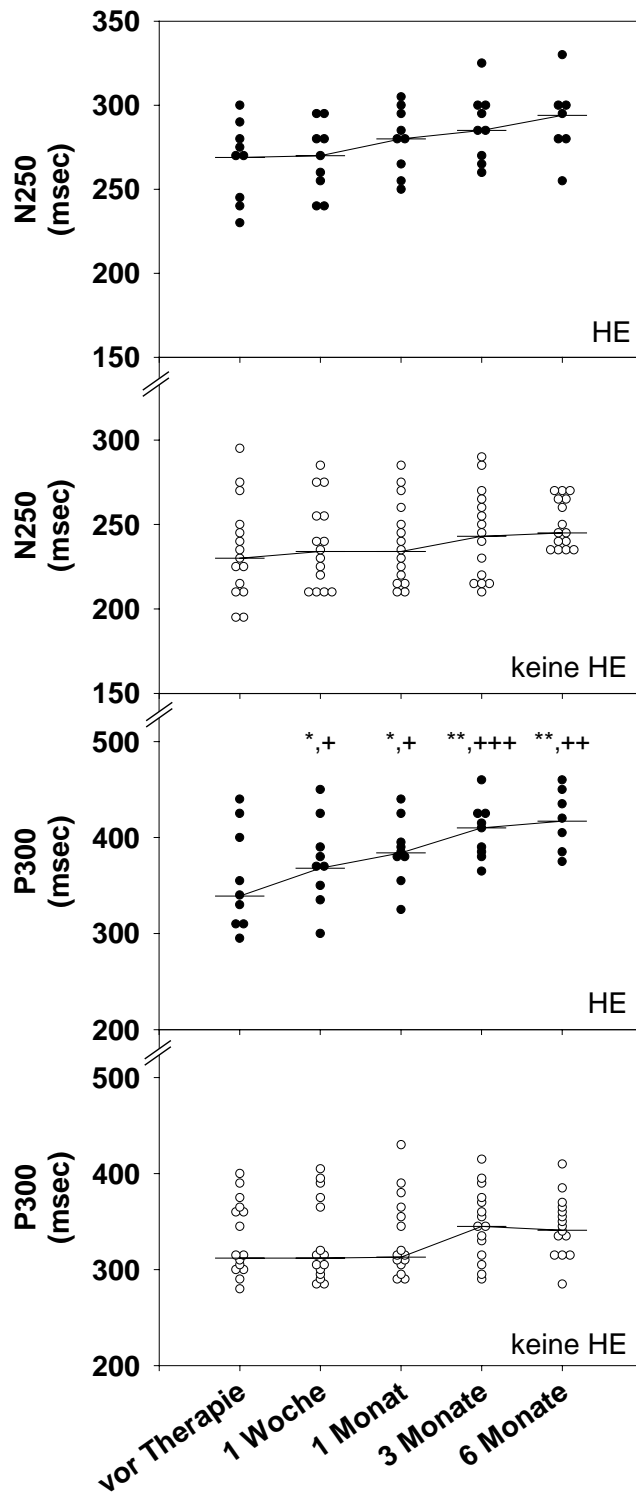 350
300
250
200
150
N250
(msec)
HE
300
250
200
150
N250
(msec)
keine HE
*,+ *,+ **,+++ **,++
500
400
300
200
P300
(msec)
HE
500
400
300
200
P300
(msec)
keine HE
vor Therapie
1 Woche
1 Monat
3 Monate
6 Monate